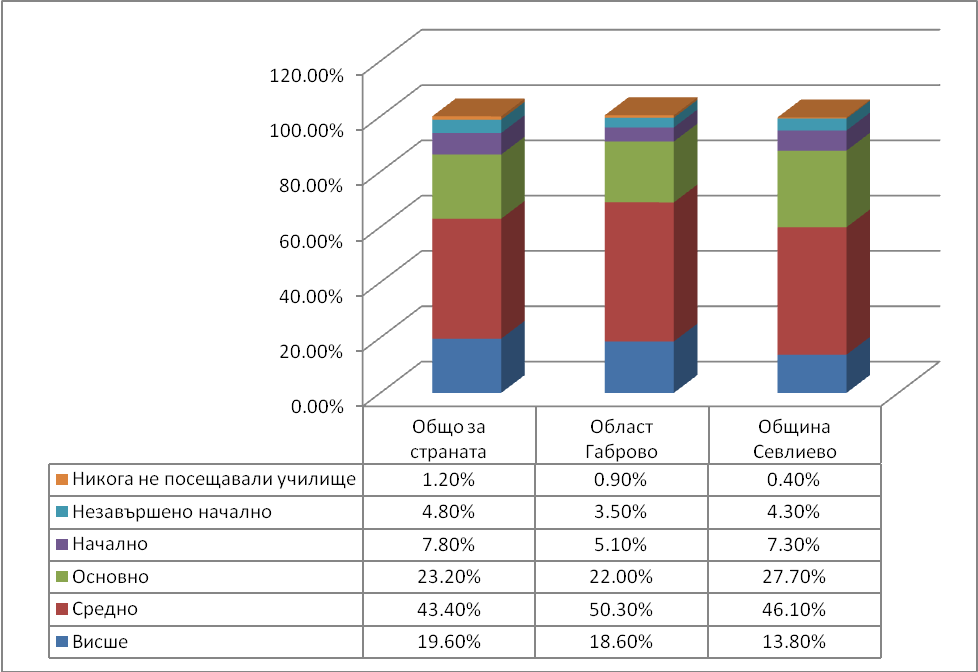 120.00%
100.00%
80.00%
60.00%
40.00%
20.00%
0.00%
Общо за страната
Област Габрово
Община Севлиево
Никога не посещавали училище 1.20% 0.90% 0.40%
Незавършено начално 4.80% 3.50% 4.30%
Начално 7.80% 5.10% 7.30%
Основно 23.20% 22.00% 27.70%
Средно 43.40% 50.30% 46.10%
Висше 19.60% 18.60% 13.80%